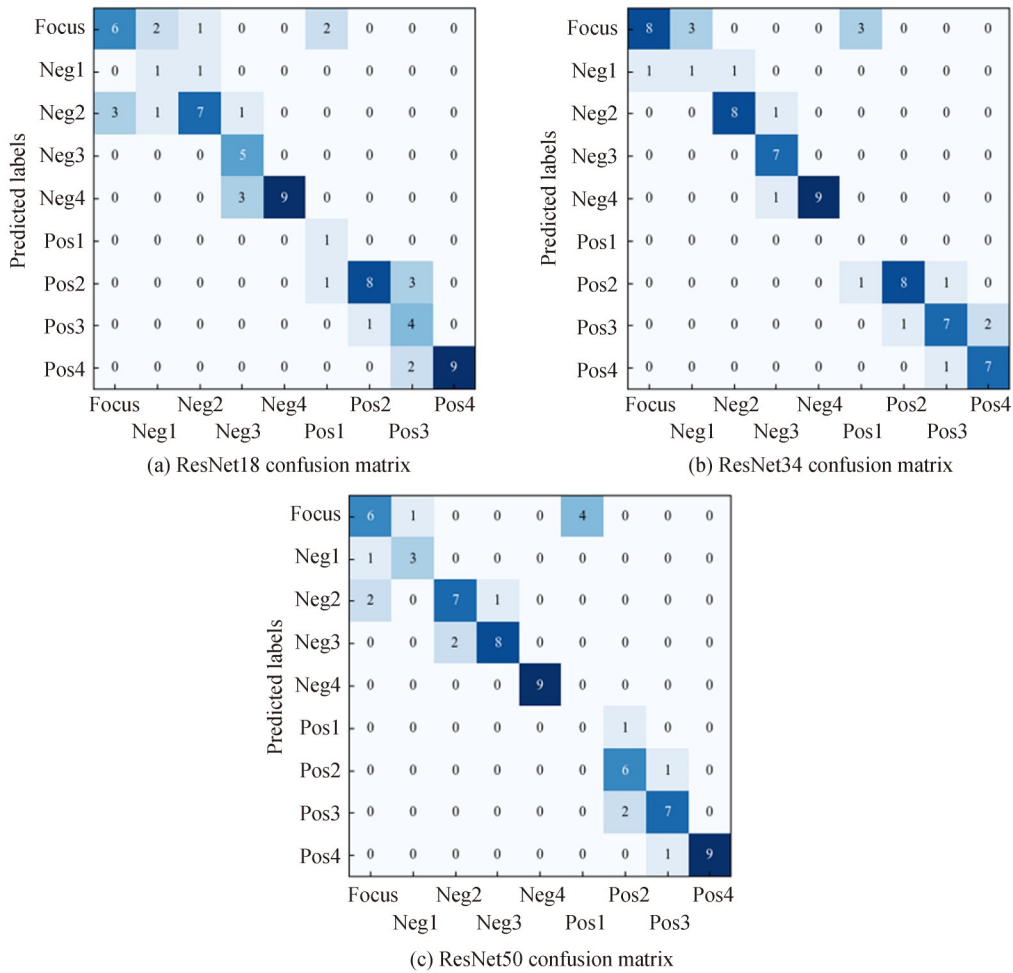 Focus 6 2 1 0 0 2 0 0 0
Neg1 0 1 1 0 0 0 0 0 0
Neg2 3 1 7 1 0 0 0 0 0
Neg3 0 0 0 5 0 0 0 0 0
Neg4 0 0 0 3 9 0 0 0 0
Pos1 0 0 0 0 0 1 0 0 0
Pos2 0 0 0 0 0 1 8 3 0
Pos3 0 0 0 0 0 0 1 4 0
Pos4 0 0 0 0 0 0 0 2 9
Predicted labels
Focus Neg2 Neg4 Pos2 Pos4
Neg1 Neg3 Pos1 Pos3
(a) ResNet18 confusion matrix
Focus 8 3 0 0 0 3 0 0 0
Neg1 1 1 1 0 0 0 0 0 0
Neg2 0 0 8 1 0 0 0 0 0
Neg3 0 0 0 7 0 0 0 0 0
Neg4 0 0 0 1 9 0 0 0 0
Pos1 0 0 0 0 0 0 0 0 0
Pos2 0 0 0 0 0 1 8 1 0
Pos3 0 0 0 0 0 0 1 7 2
Pos4 0 0 0 0 0 0 0 1 7
Predicted labels
Focus Neg2 Neg4 Pos2 Pos4
Neg1 Neg3 Pos1 Pos3
(b) ResNet34 confusion matrix
Focus 6 1 0 0 0 4 0 0 0
Neg1 1 3 0 0 0 0 0 0 0
Neg2 2 0 7 1 0 0 0 0 0
Neg3 0 0 2 8 0 0 0 0 0
Neg4 0 0 0 0 9 0 0 0 0
Pos1 0 0 0 0 0 0 1 0 0
Pos2 0 0 0 0 0 0 6 1 0
Pos3 0 0 0 0 0 0 2 7 0
Pos4 0 0 0 0 0 0 0 1 9
Predicted labels
Focus Neg2 Neg4 Pos2 Pos4
Neg1 Neg3 Pos1 Pos3
(c) ResNet50 confusion matrix